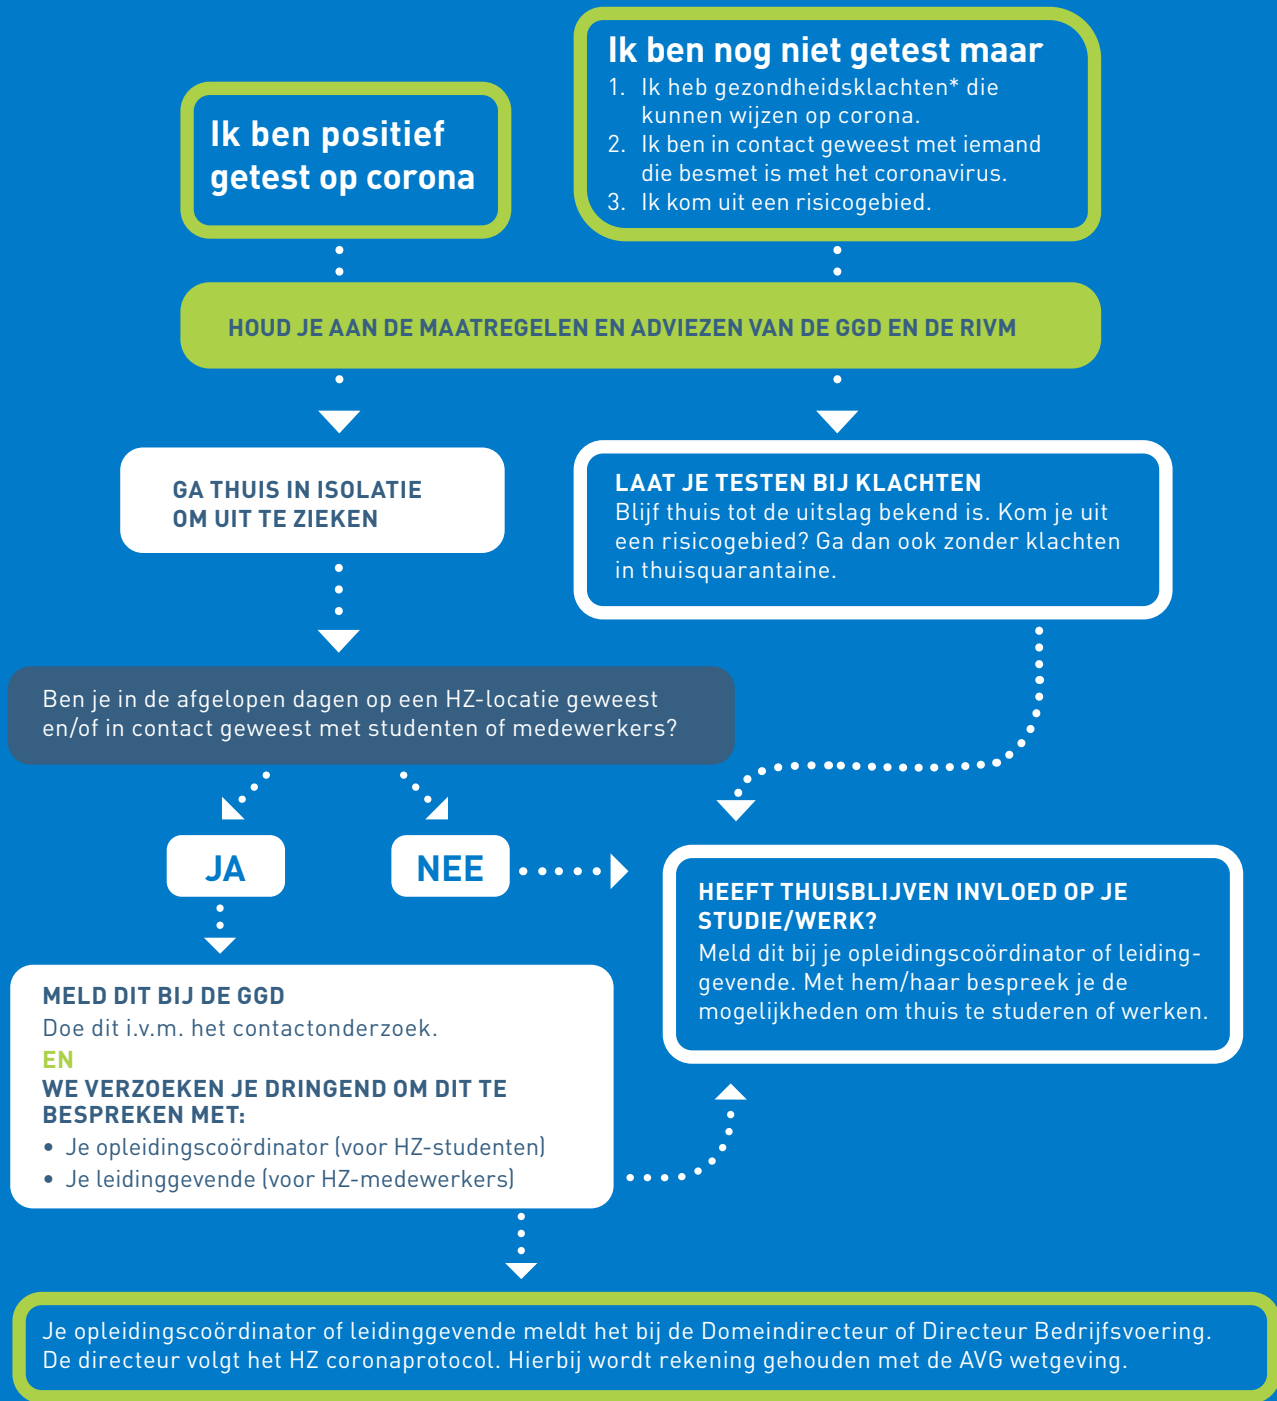 Ik ben positief
getest op corona
Ik ben nog niet getest maar
1. Ik heb gezondheidsklachten* die
kunnen wijzen op corona.
2. Ik ben in contact geweest met iemand
die besmet is met het coronavirus.
3. Ik kom uit een risicogebied.
HOUD JE AAN DE MAATREGELEN EN ADVIEZEN VAN DE GGD EN DE RIVM
GA THUIS IN ISOLATIE
OM UIT TE ZIEKEN
LAAT JE TESTEN BIJ KLACHTEN
Blijf thuis tot de uitslag bekend is. Kom je uit
een risicogebied? Ga dan ook zonder klachten
in thuisquarantaine.
Ben je in de afgelopen dagen op een HZ-locatie geweest
en/of in contact geweest met studenten of medewerkers?
JA
NEE
HEEFT THUISBLIJVEN INVLOED OP JE
STUDIE/WERK?
Meld dit bij je opleidingscoördinator of leiding-
gevende. Met hem/haar bespreek je de
mogelijkheden om thuis te studeren of werken.
MELD DIT BIJ DE GGD
Doe dit i.v.m. het contactonderzoek.
EN
WE VERZOEKEN JE DRINGEND OM DIT TE
BESPREKEN MET:
• Je opleidingscoördinator (voor HZ-studenten)
• Je leidinggevende (voor HZ-medewerkers)
Je opleidingscoördinator of leidinggevende meldt het bij de Domeindirecteur of Directeur Bedrijfsvoering.
De directeur volgt het HZ coronaprotocol. Hierbij wordt rekening gehouden met de AVG wetgeving.